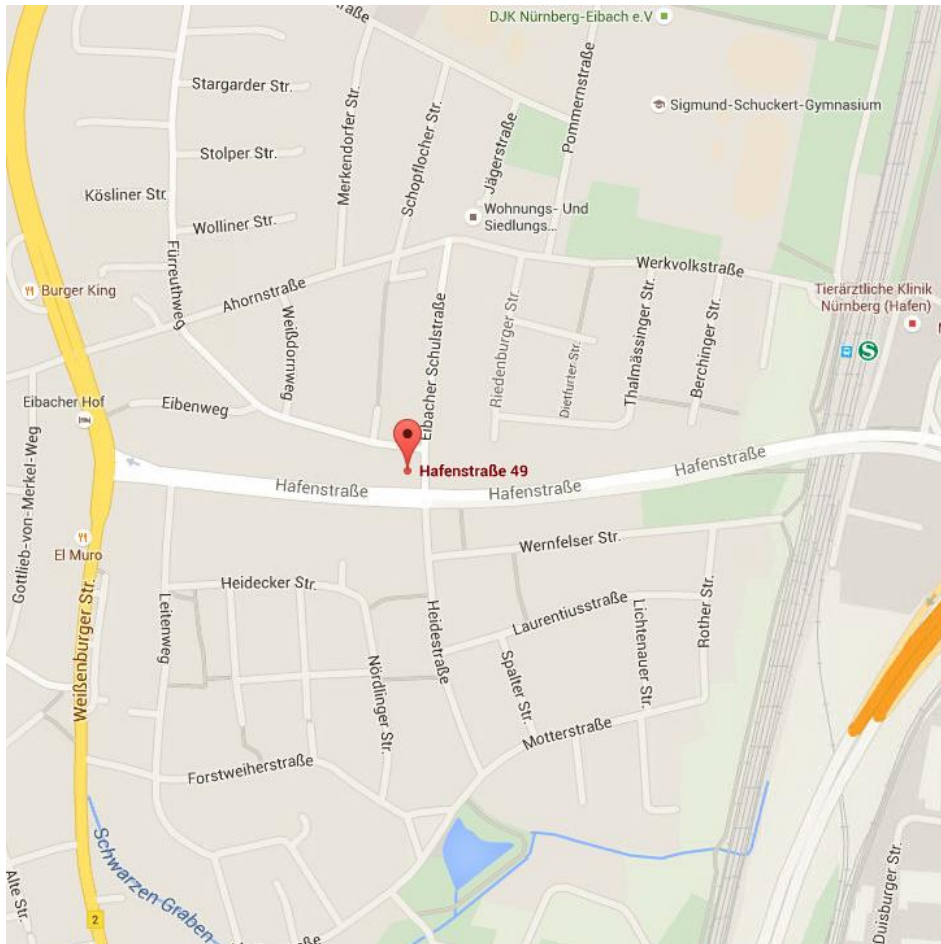 straße
DJK Nürnberg-Eibach e.V
Stargarder Str.
Merkendorfer Str.
Schopflocher Str.
Jägerstraße
Pommernstraße
Sigmund-Schuckert-Gymnasium
Stolper Str.
Kösliner Str.
Wolliner Str.
Wohnungs- Und
Siedlungs...
Fürreuthweg
Werkvolkstraße
Burger King
Ahornstraße
Weißdornweg
Eibacher Schulstraße
Riedenburger Str.
Dietfurter Str.
Thalmässinger Str.
Berchinger Str.
Tierärztliche Klinik
Nürnberg (Hafen)
S
Eibacher Hof
Eibenweg
Gottlieb-von-Merkel-Weg
Hafenstraße 49
Hafenstraße
Hafenstraße
Hafenstraße
El Muro
Wernfelser Str.
Weißenburger Str.
Leitenweg
Heidecker Str.
Heidestraße
Laurentiusstraße
Lichtenauer Str.
Rother Str.
Nördlinger Str.
Spalter Str.
Motterstraße
Forstweiherstraße
Schwarzen Graben
Alte Str.
2
Duisburger Str.